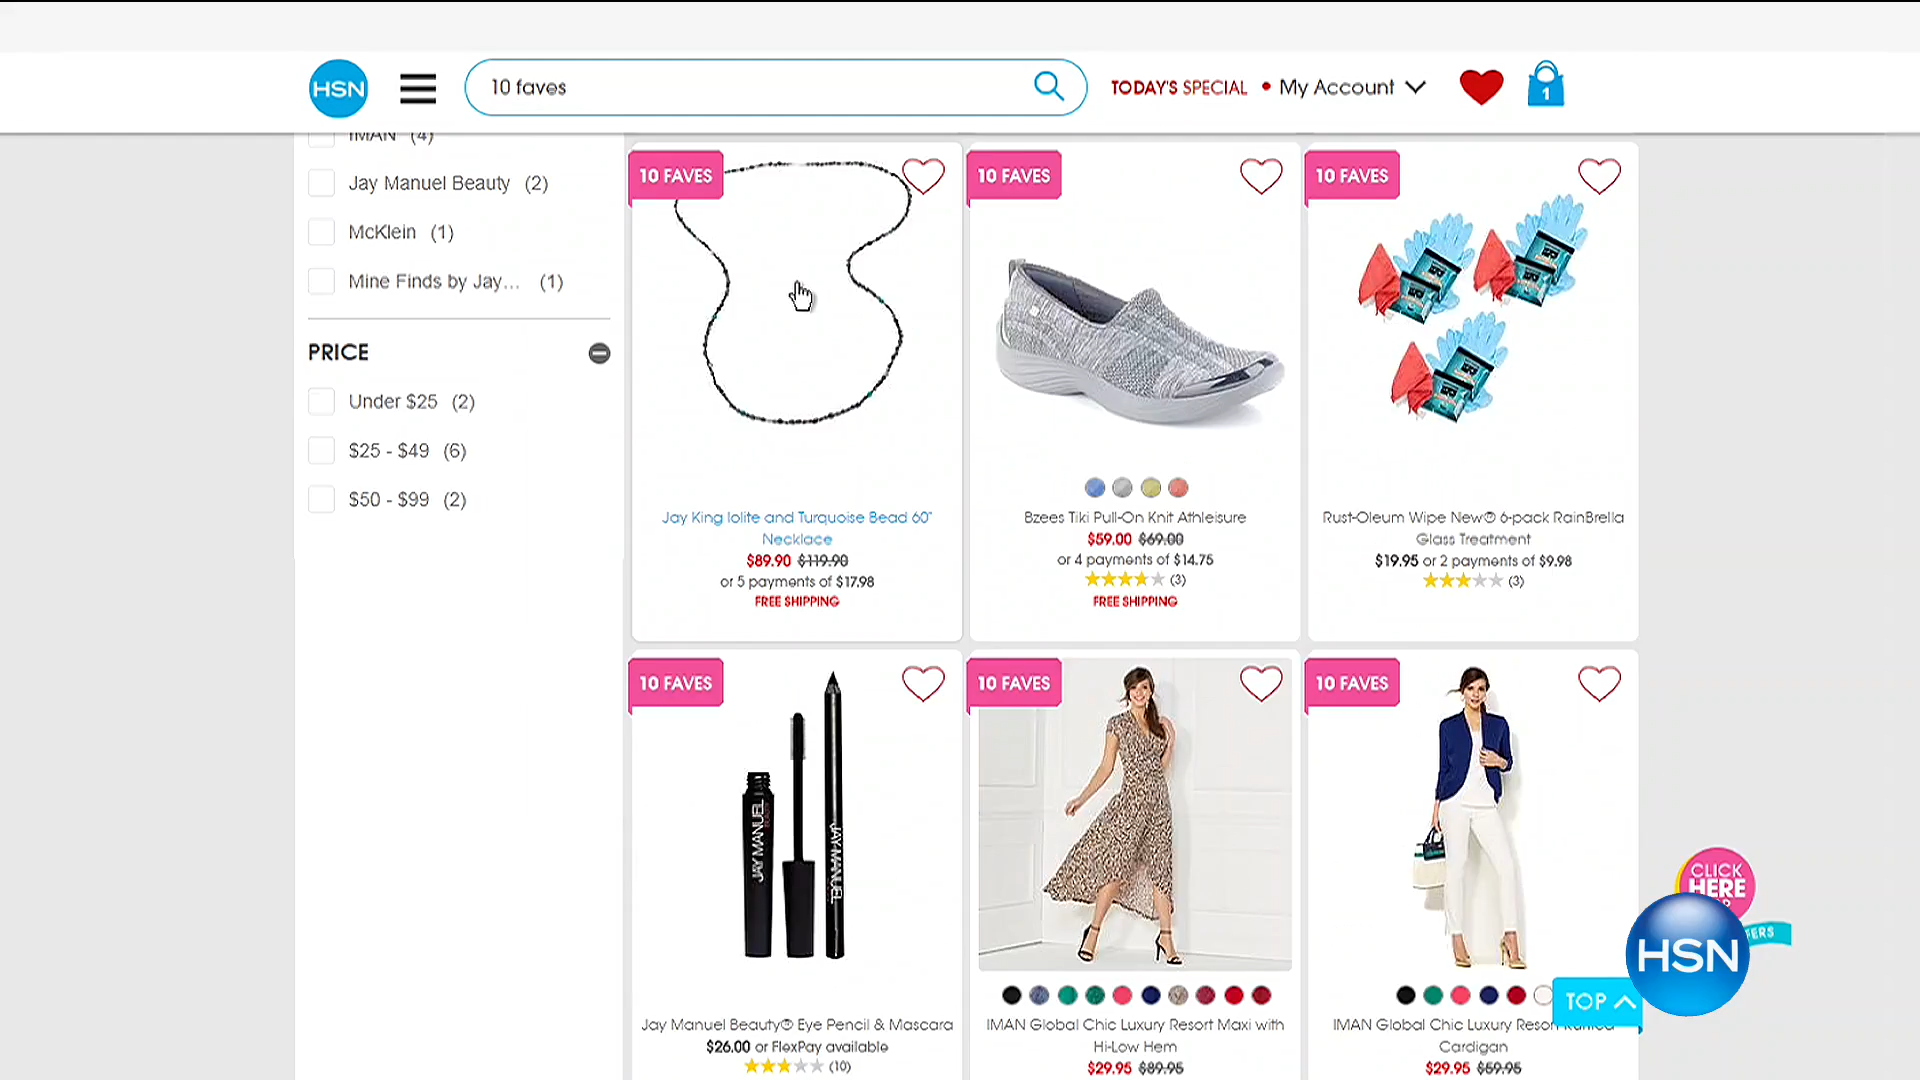 HSN
10 faves
TODAY'S SPECIAL
My Account
1
IMAN (4)
Jay Manuel Beauty (2)
McKlein (1)
Mine Finds by Jay... (1)
PRICE
Under $25 (2)
$25 - $49 (6)
$50 - $99 (2)
10 FAVES
Jay King Iolite and Turquoise Bead 60"
Necklace
$89.90 $119.90
or 5 payments of $17.98
FREE SHIPPING
10 FAVES
Bzees Tiki Pull-On Knit Athleisure
$59.00 $69.00
or 4 payments of $14.75
(3)
FREE SHIPPING
10 FAVES
Rust-Oleum Wipe New® 6-pack RainBrella
Glass Treatment
$19.95 or 2 payments of $9.98
(3)
10 FAVES
JAY MANUEL
BEAUTY
JAY MANUEL
Jay Manuel Beauty® Eye Pencil & Mascara
$26.00 or FlexPay available
(10)
10 FAVES
IMAN Global Chic Luxury Resort Maxi with
Hi-Low Hem
$29.95 $89.95
10 FAVES
IMAN Global Chic Luxury Resort
Cardigan
$29.95 $59.95
CLICK
HERE
HSN
TOP